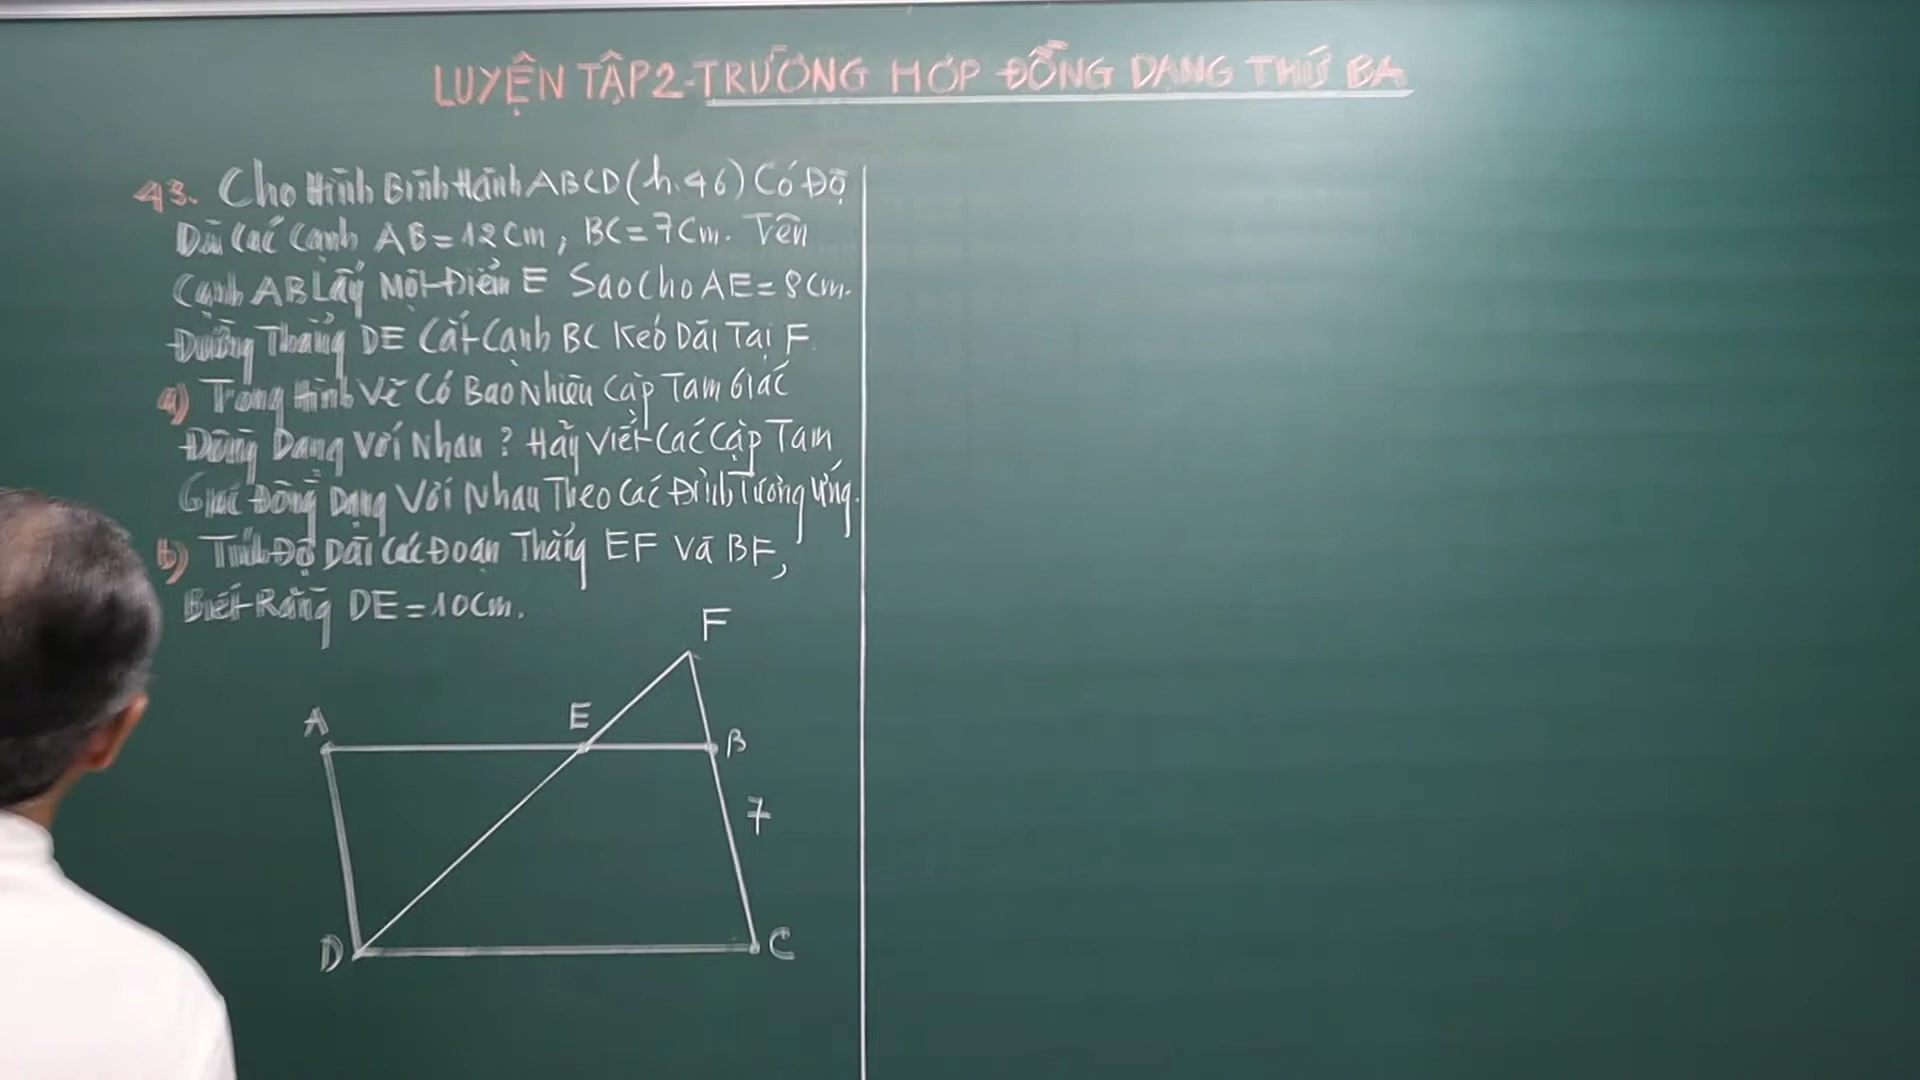 LUYỆN TẬP 2-TRƯỜNG HỢP ĐỒNG DẠNG THỨ BA
43. Cho Hình Bình Hành ABCD (h.46) Có Độ
Dài Các Cạnh AB = 12Cm, BC = 7Cm. Trên
Cạnh AB Lấy Một Điểm E Sao Cho AE = 8Cm.
Đường Thẳng DE Cắt Cạnh BC Kéo Dài Tại F.
a) Trong Hình Vẽ Có Bao Nhiêu Cặp Tam Giác
Đồng Dạng Với Nhau ? Hãy Viết Các Cặp Tam
Giác Đồng Dạng Với Nhau Theo Các Đỉnh Tương Ứng.
b) Tính Độ Dài Các Đoạn Thẳng EF Và BF,
Biết Rằng DE = 10Cm.
F
A
E
B
7
D
C